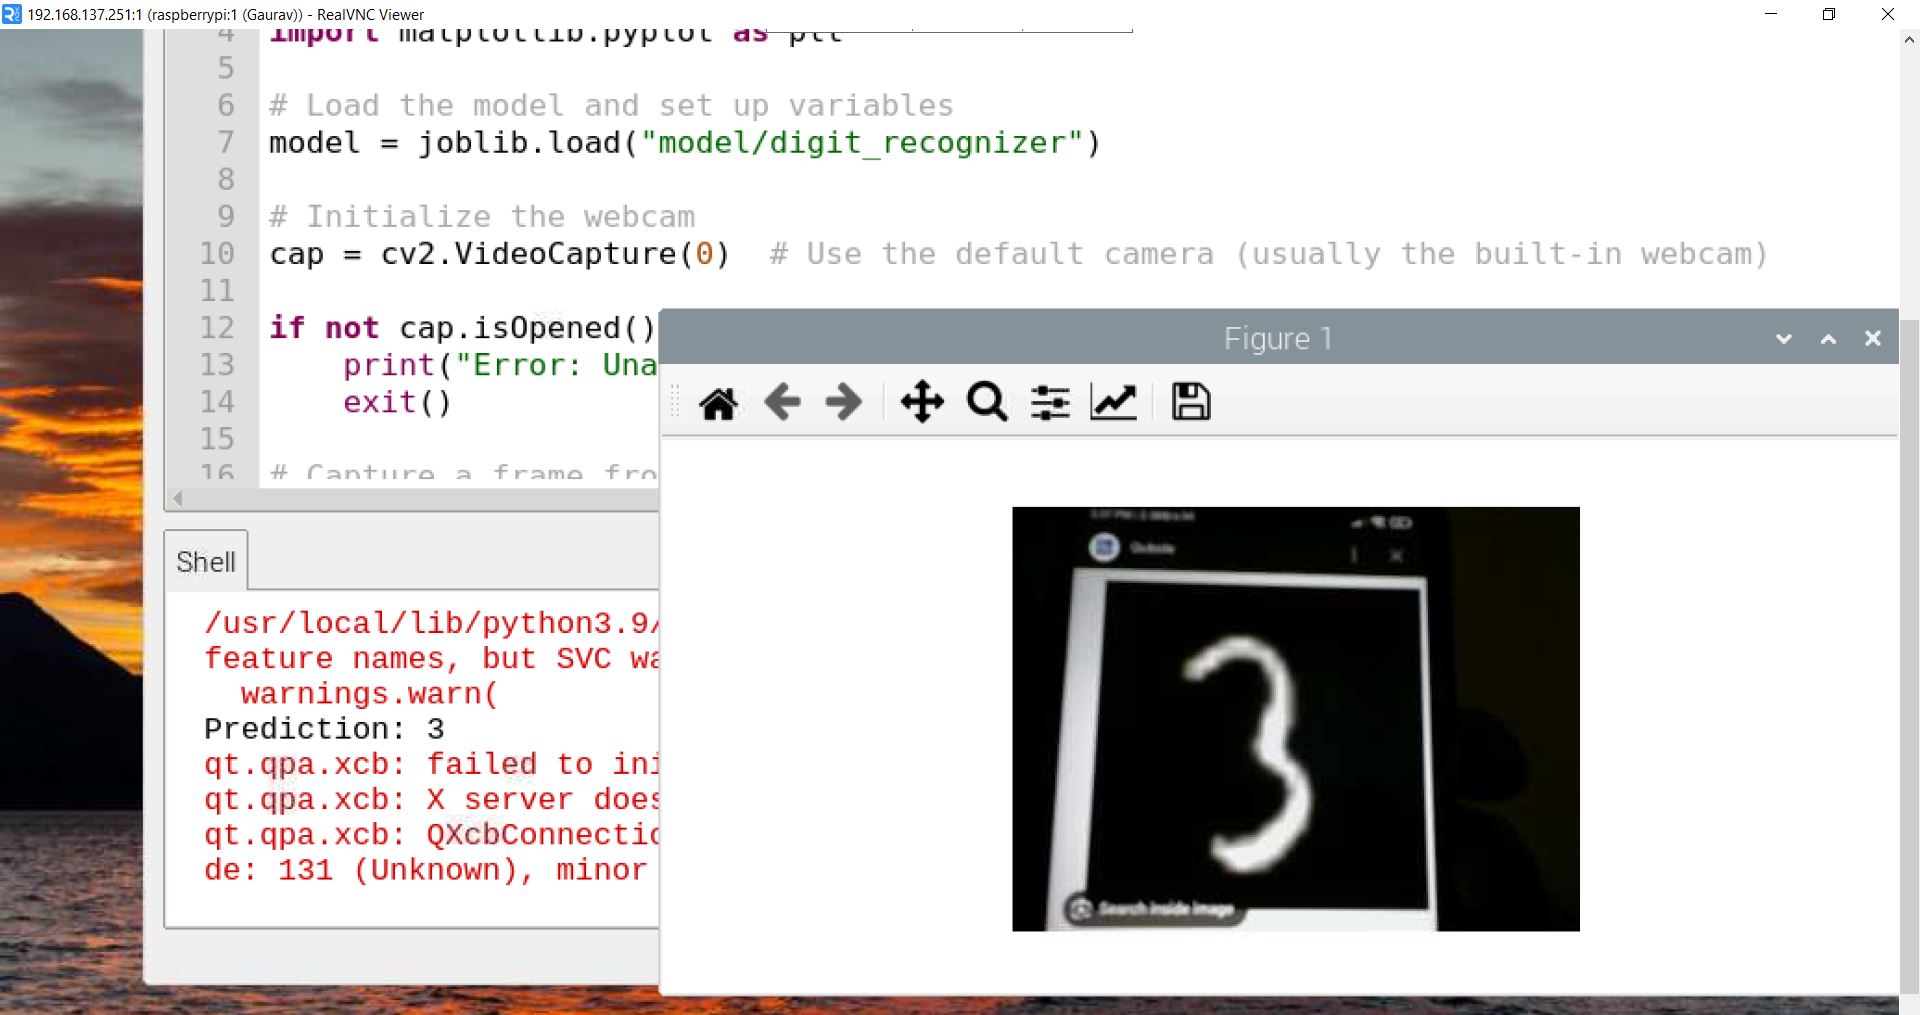 192.168.137.251:1 (raspberrypi:1 (Gaurav)) - RealVNC Viewer
4 import matplotlib.pyplot as plt
5
6 # Load the model and set up variables
7 model = joblib.load("model/digit_recognizer")
8
9 # Initialize the webcam
10 cap = cv2.VideoCapture(0)  # Use the default camera (usually the built-in webcam)
11
12 if not cap.isOpened()
13     print("Error: Una
14     exit()
15
16 # Capture a frame fro
Figure 1
3
Search inside image
Shell
/usr/local/lib/python3.9/
feature names, but SVC wa
  warnings.warn(
Prediction: 3
qt.qpa.xcb: failed to ini
qt.qpa.xcb: X server does
qt.qpa.xcb: QXcbConnectio
de: 131 (Unknown), minor